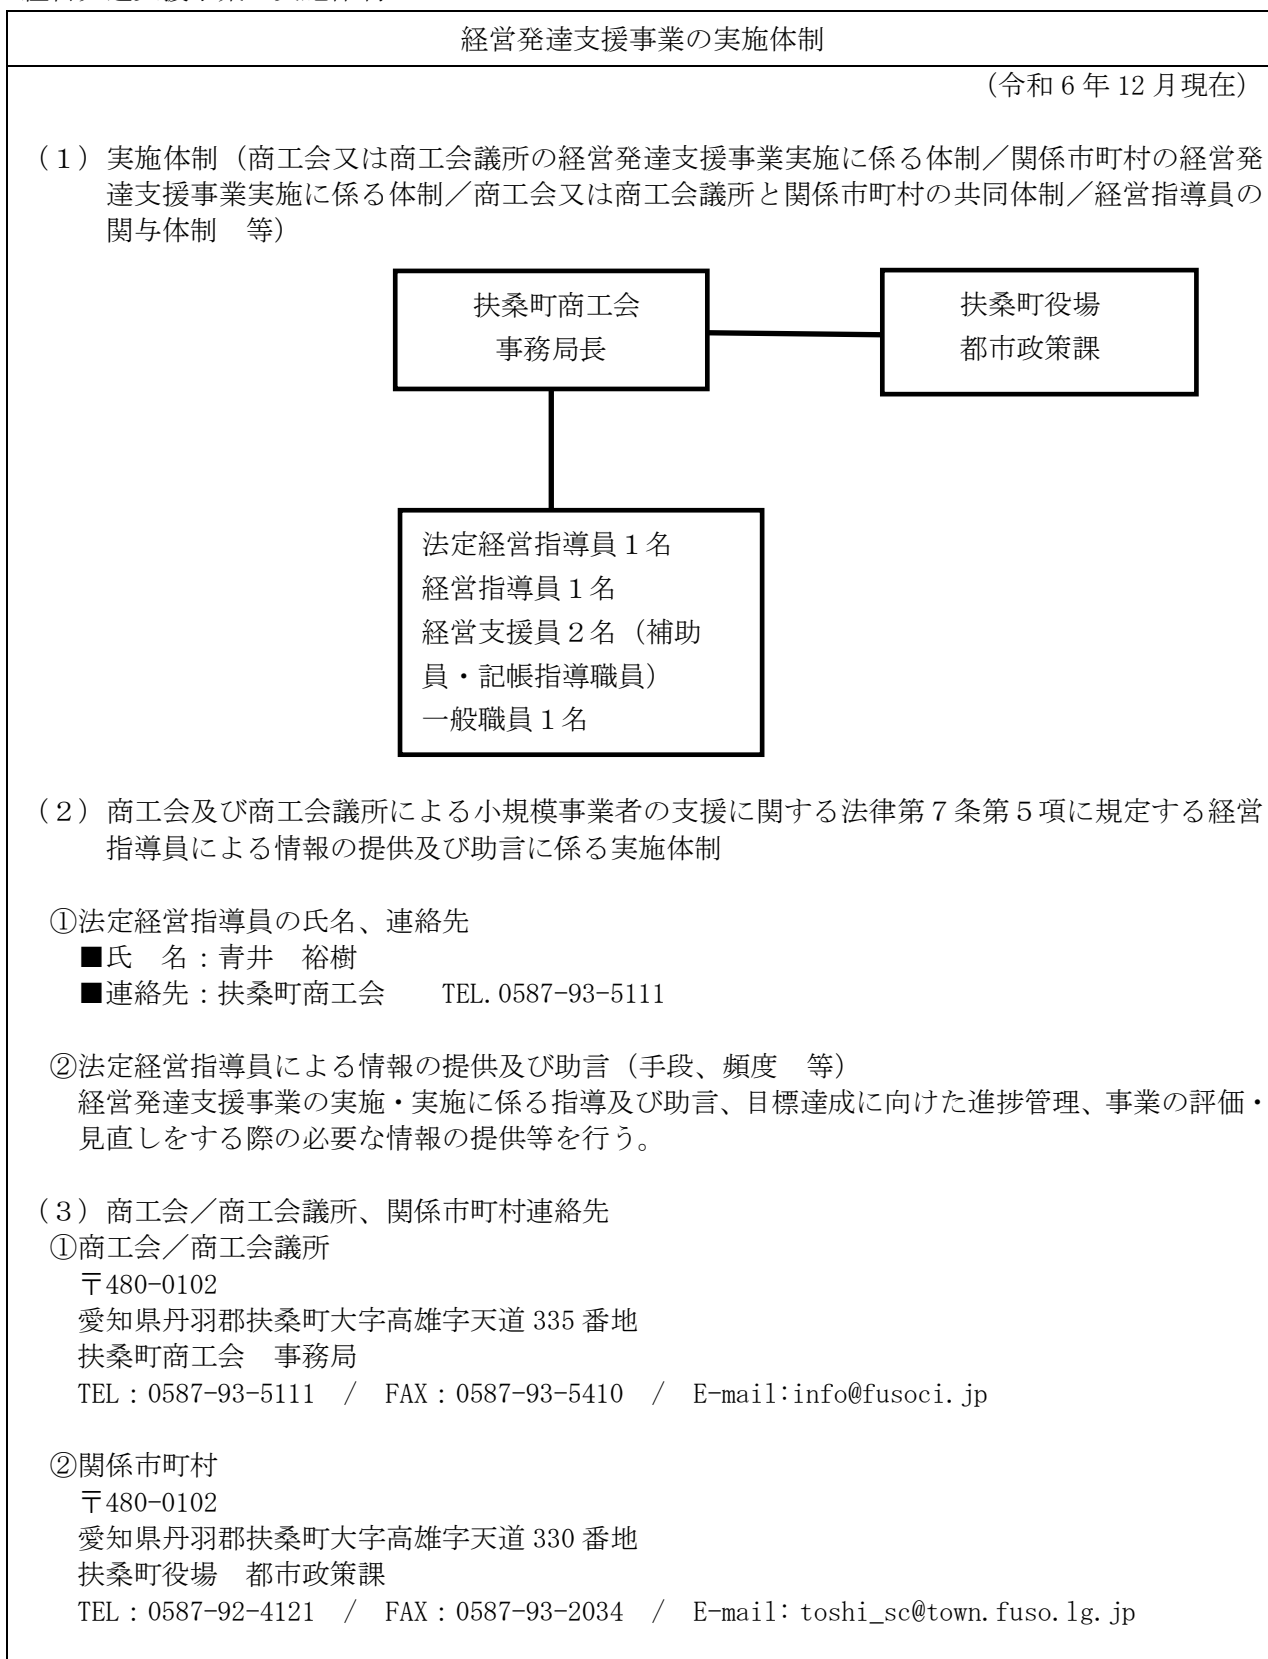 経営発達支援事業の実施体制
（令和６年 12 月現在）
（１）実施体制（商工会又は商工会議所の経営発達支援事業実施に係る体制／関係市町村の経営発
達支援事業実施に係る体制／商工会又は商工会議所と関係市町村の共同体制／経営指導員の
関与体制　等）
扶桑町商工会
事務局長
扶桑町役場
都市政策課
法定経営指導員１名
経営指導員１名
経営支援員２名（補助
員・記帳指導職員）
一般職員１名
（２）商工会及び商工会議所による小規模事業者の支援に関する法律第７条第５項に規定する経営
指導員による情報の提供及び助言に係る実施体制
①法定経営指導員の氏名、連絡先
■氏　名：青井　裕樹
■連絡先：扶桑町商工会　　TEL.0587-93-5111
②法定経営指導員による情報の提供及び助言（手段、頻度　等）
経営発達支援事業の実施・実施に係る指導及び助言、目標達成に向けた進捗管理、事業の評価・
見直しをする際の必要な情報の提供等を行う。
（３）商工会／商工会議所、関係市町村連絡先
①商工会／商工会議所
〒480-0102
愛知県丹羽郡扶桑町大字高雄字天道 335 番地
扶桑町商工会　事務局
TEL：0587-93-5111　/　FAX：0587-93-5410　/　E-mail:info@fusoci.jp
②関係市町村
〒480-0102
愛知県丹羽郡扶桑町大字高雄字天道 330 番地
扶桑町役場　都市政策課
TEL：0587-92-4121　/　FAX：0587-93-2034　/　E-mail: toshi_sc@town.fuso.lg.jp